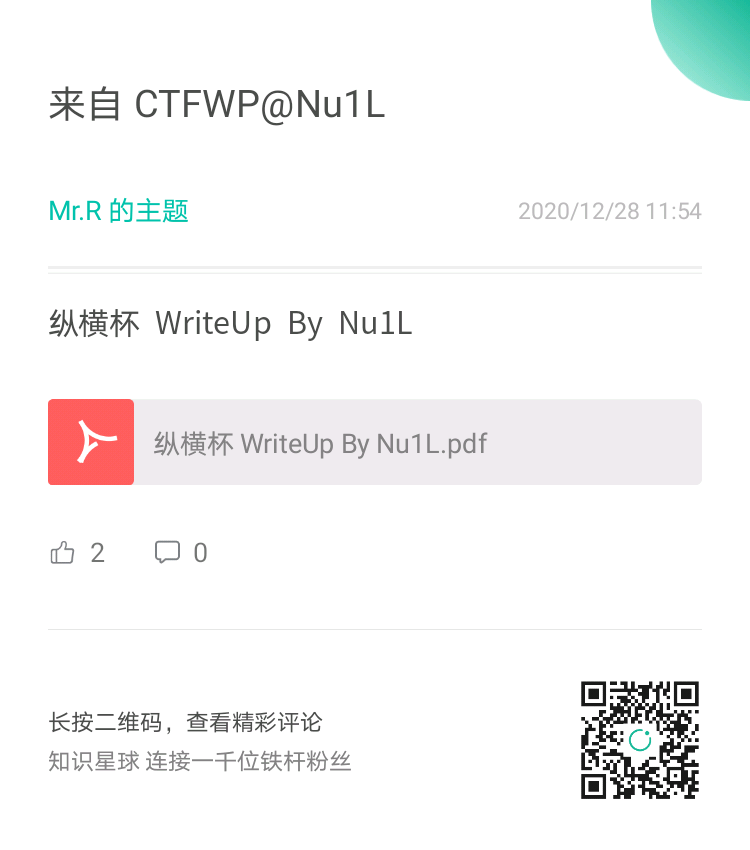 来自 CTFWP@Nu1L
Mr.R 的主题
2020/12/28 11:54
纵横杯 WriteUp By Nu1L
纵横杯 WriteUp By Nu1L.pdf
2 0
长按二维码，查看精彩评论
知识星球 连接一千位铁杆粉丝